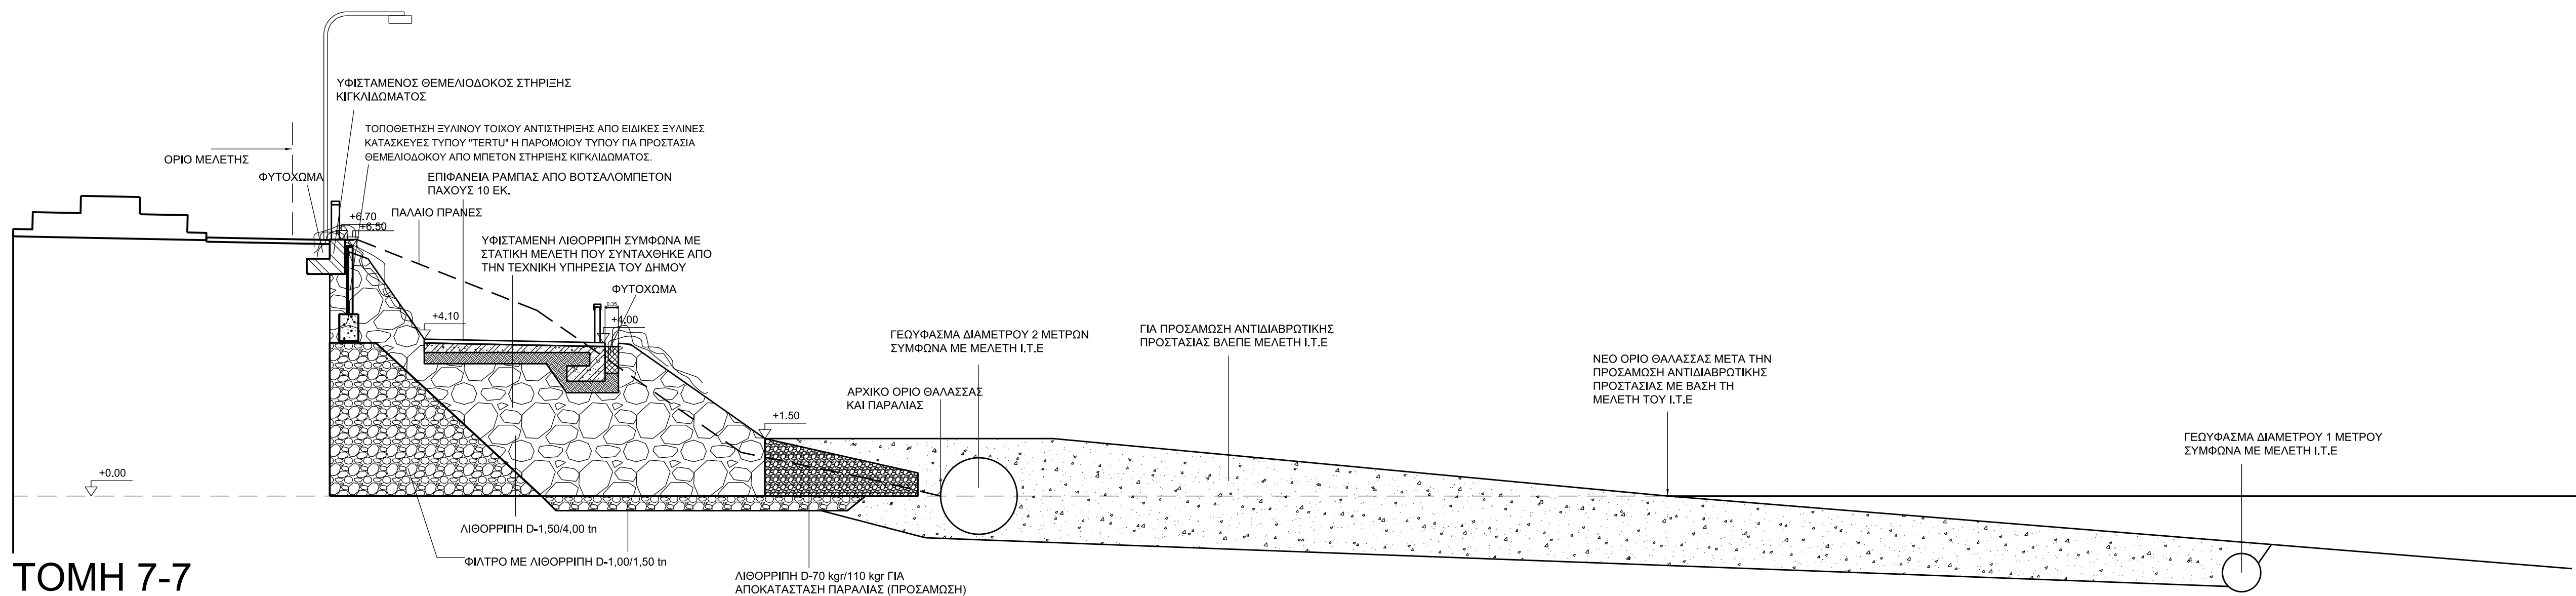 ΥΦΙΣΤΑΜΕΝΟΣ ΘΕΜΕΛΙΟΔΟΚΟΣ ΣΤΗΡΙΞΗΣ
ΚΙΓΚΛΙΔΩΜΑΤΟΣ
ΤΟΠΟΘΕΤΗΣΗ ΞΥΛΙΝΟΥ ΤΟΙΧΟΥ ΑΝΤΙΣΤΗΡΙΞΗΣ ΑΠΟ ΕΙΔΙΚΕΣ ΞΥΛΙΝΕΣ
ΚΑΤΑΣΚΕΥΕΣ ΤΥΠΟΥ "TERTU" Η ΠΑΡΟΜΟΙΟΥ ΤΥΠΟΥ ΓΙΑ ΠΡΟΣΤΑΣΙΑ
ΘΕΜΕΛΙΟΔΟΚΟΥ ΑΠΟ ΜΠΕΤΟΝ ΣΤΗΡΙΞΗΣ ΚΙΓΚΛΙΔΩΜΑΤΟΣ.
ΟΡΙΟ ΜΕΛΕΤΗΣ
ΦΥΤΟΧΩΜΑ
ΕΠΙΦΑΝΕΙΑ ΡΑΜΠΑΣ ΑΠΟ ΒΟΤΣΑΛΟΜΠΕΤΟΝ
ΠΑΧΟΥΣ 10 ΕΚ.
+6.70
+6.50
ΠΑΛΑΙΟ ΠΡΑΝΕΣ
ΥΦΙΣΤΑΜΕΝΗ ΛΙΘΟΡΡΙΠΗ ΣΥΜΦΩΝΑ ΜΕ
ΣΤΑΤΙΚΗ ΜΕΛΕΤΗ ΠΟΥ ΣΥΝΤΑΧΘΗΚΕ ΑΠΟ
ΤΗΝ ΤΕΧΝΙΚΗ ΥΠΗΡΕΣΙΑ ΤΟΥ ΔΗΜΟΥ
ΦΥΤΟΧΩΜΑ
0,35
+4.10
+4.00
ΓΕΩΥΦΑΣΜΑ ΔΙΑΜΕΤΡΟΥ 2 ΜΕΤΡΩΝ
ΣΥΜΦΩΝΑ ΜΕ ΜΕΛΕΤΗ Ι.Τ.Ε
ΓΙΑ ΠΡΟΣΑΜΩΣΗ ΑΝΤΙΔΙΑΒΡΩΤΙΚΗΣ
ΠΡΟΣΤΑΣΙΑΣ ΒΛΕΠΕ ΜΕΛΕΤΗ Ι.Τ.Ε
ΝΕΟ ΟΡΙΟ ΘΑΛΑΣΣΑΣ ΜΕΤΑ ΤΗΝ
ΠΡΟΣΑΜΩΣΗ ΑΝΤΙΔΙΑΒΡΩΤΙΚΗΣ
ΠΡΟΣΤΑΣΙΑΣ ΜΕ ΒΑΣΗ ΤΗ
ΜΕΛΕΤΗ ΤΟΥ Ι.Τ.Ε
ΑΡΧΙΚΟ ΟΡΙΟ ΘΑΛΑΣΣΑΣ
ΚΑΙ ΠΑΡΑΛΙΑΣ
+1.50
ΓΕΩΥΦΑΣΜΑ ΔΙΑΜΕΤΡΟΥ 1 ΜΕΤΡΟΥ
ΣΥΜΦΩΝΑ ΜΕ ΜΕΛΕΤΗ Ι.Τ.Ε
+0.00
ΛΙΘΟΡΡΙΠΗ D-1,50/4,00 tn
ΦΙΛΤΡΟ ΜΕ ΛΙΘΟΡΡΙΠΗ D-1,00/1,50 tn
ΛΙΘΟΡΡΙΠΗ D-70 kgr/110 kgr ΓΙΑ
ΑΠΟΚΑΤΑΣΤΑΣΗ ΠΑΡΑΛΙΑΣ (ΠΡΟΣΑΜΩΣΗ)
ΤΟΜΗ 7-7